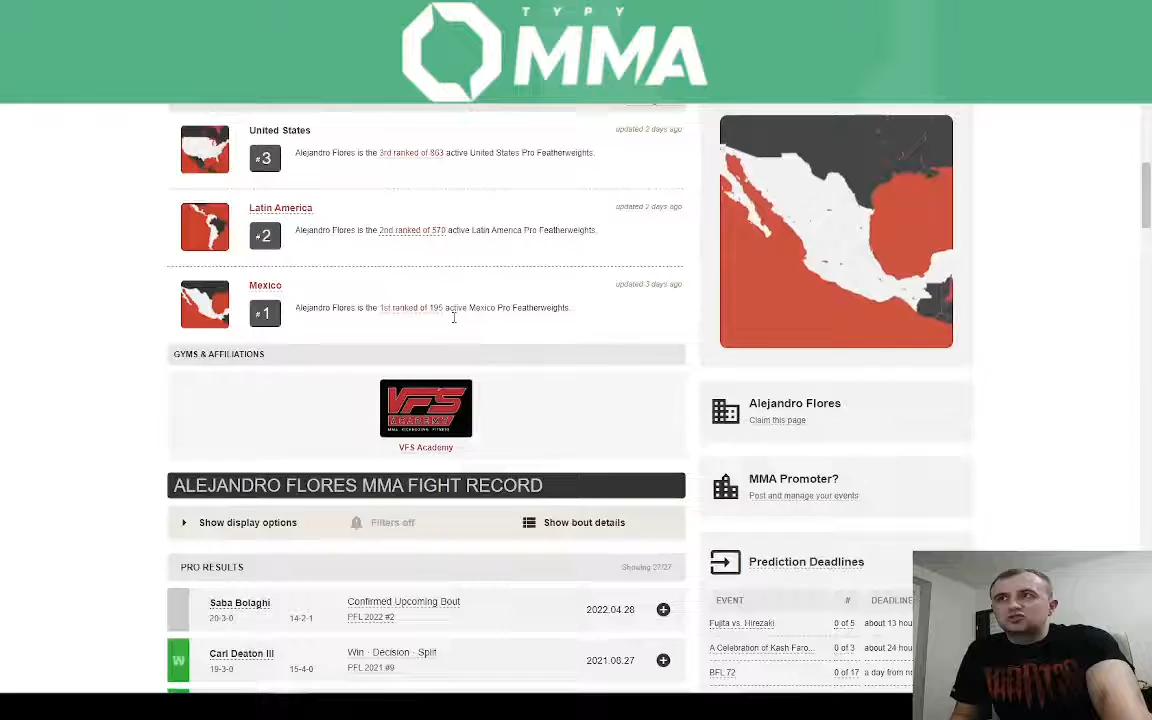 TYPY
MMA
United States
updated 2 days ago
#3
Alejandro Flores is the 3rd ranked of 863 active United States Pro Featherweights.
Latin America
updated 2 days ago
#2
Alejandro Flores is the 2nd ranked of 570 active Latin America Pro Featherweights.
Mexico
updated 3 days ago
#1
Alejandro Flores is the 1st ranked of 195 active Mexico Pro Featherweights.
GYMS & AFFILIATIONS
VFS
ACADEMY
MMA KICKBOXING FITNESS
VFS Academy
ALEJANDRO FLORES MMA FIGHT RECORD
Show display options
Filters off
Show bout details
PRO RESULTS
Showing 27/27
Saba Bolaghi
20-3-0
14-2-1
Confirmed Upcoming Bout
PFL 2022 #2
2022.04.28
W
Carl Deaton III
19-3-0
15-4-0
Win · Decision · Split
PFL 2021 #9
2021.08.27
Alejandro Flores
Claim this page
MMA Promoter?
Post and manage your events
Prediction Deadlines
EVENT # DEADLINE
Fujita vs. Hirezaki 0 of 5 about 13 hou
A Celebration of Kash Faro... 0 of 3 about 24 hou
BFL 72 0 of 17 a day from n